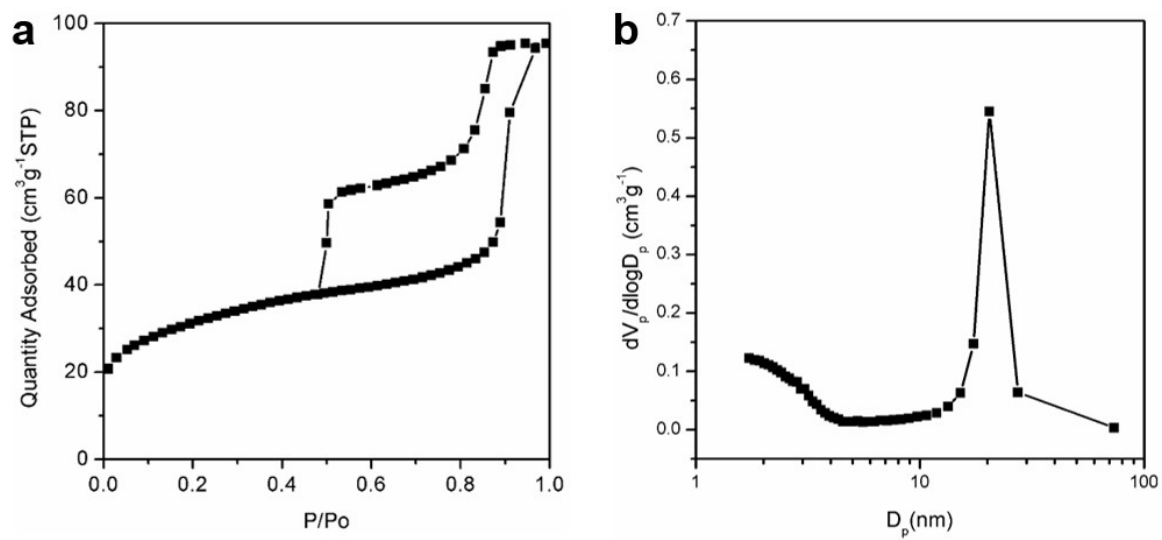 a
100
80
60
40
20
0
Quantity Adsorbed (cm³g⁻¹STP)
0.0 0.2 0.4 0.6 0.8 1.0
P/Po
b
0.7
0.6
0.5
0.4
0.3
0.2
0.1
0.0
dVₚ/dlogDₚ (cm³g⁻¹)
1 10 100
Dₚ(nm)